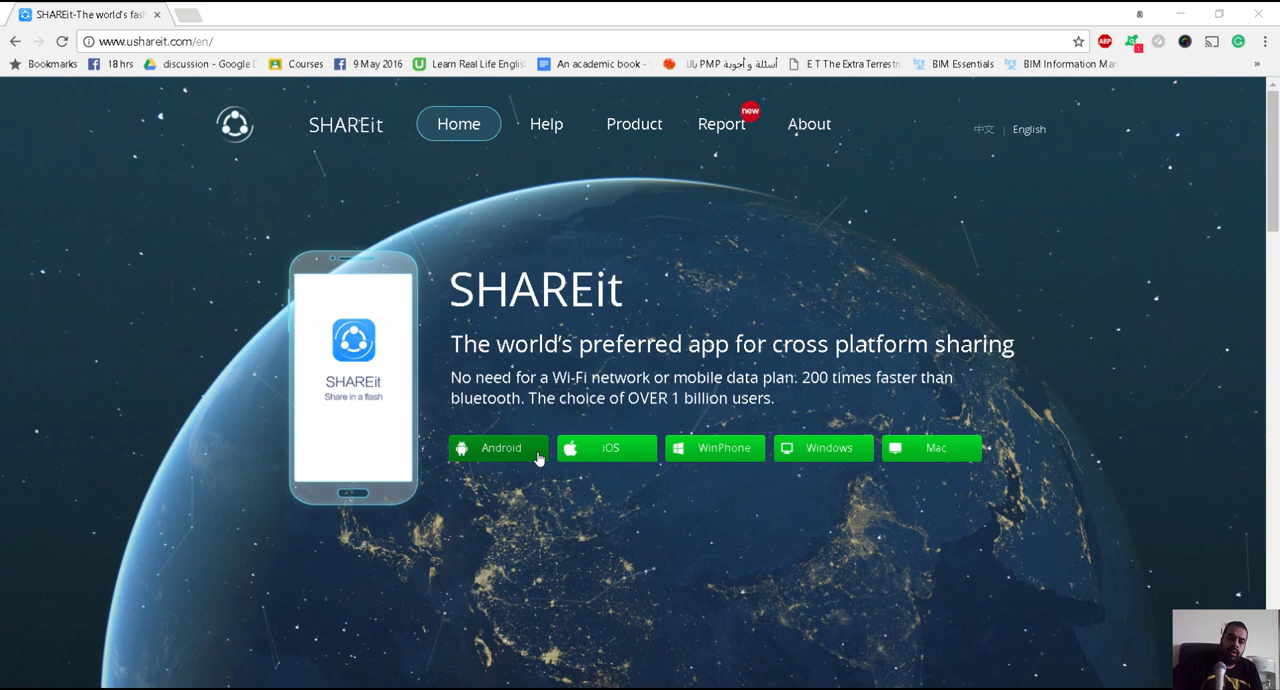 SHAREit-The world's fas
www.ushareit.com/en/
1
Bookmarks
18 hrs
discussion - Google D
Courses
9 May 2016
Learn Real Life Englis
An academic book -
أسئلة و أجوبة PMP بالـ
E T The Extra Terrestri
BIM Essentials
BIM Information Man
»
SHAREit
Home
Help
Product
Report
new
About
中文 | English
SHAREit
The world's preferred app for cross platform sharing
No need for a Wi-Fi network or mobile data plan. 200 times faster than
bluetooth. The choice of OVER 1 billion users.
SHAREit
Share in a flash
Android
iOS
WinPhone
Windows
Mac